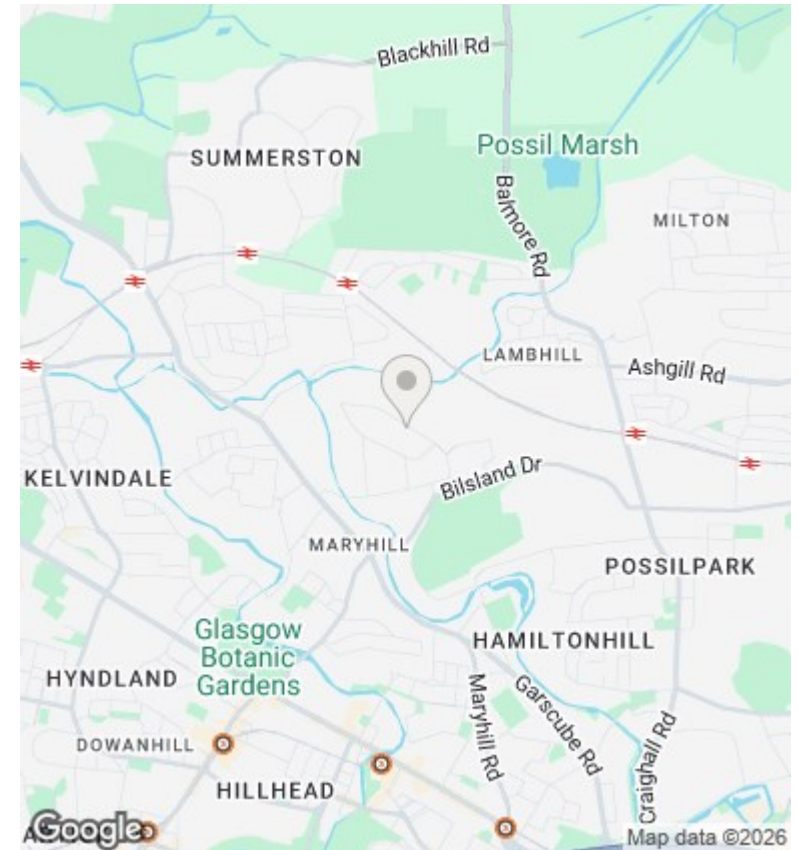 Blackhill Rd
SUMMERSTON
Possil Marsh
Balmore Rd
MILTON
LAMBHILL
Ashgill Rd
KELVINDALE
Bilsland Dr
MARYHILL
POSSILPARK
Glasgow
Botanic
Gardens
HAMILTONHILL
HYNDLAND
Maryhill Rd
Garscube Rd
Craighall Rd
DOWANHILL
HILLHEAD
Google
Map data ©2026